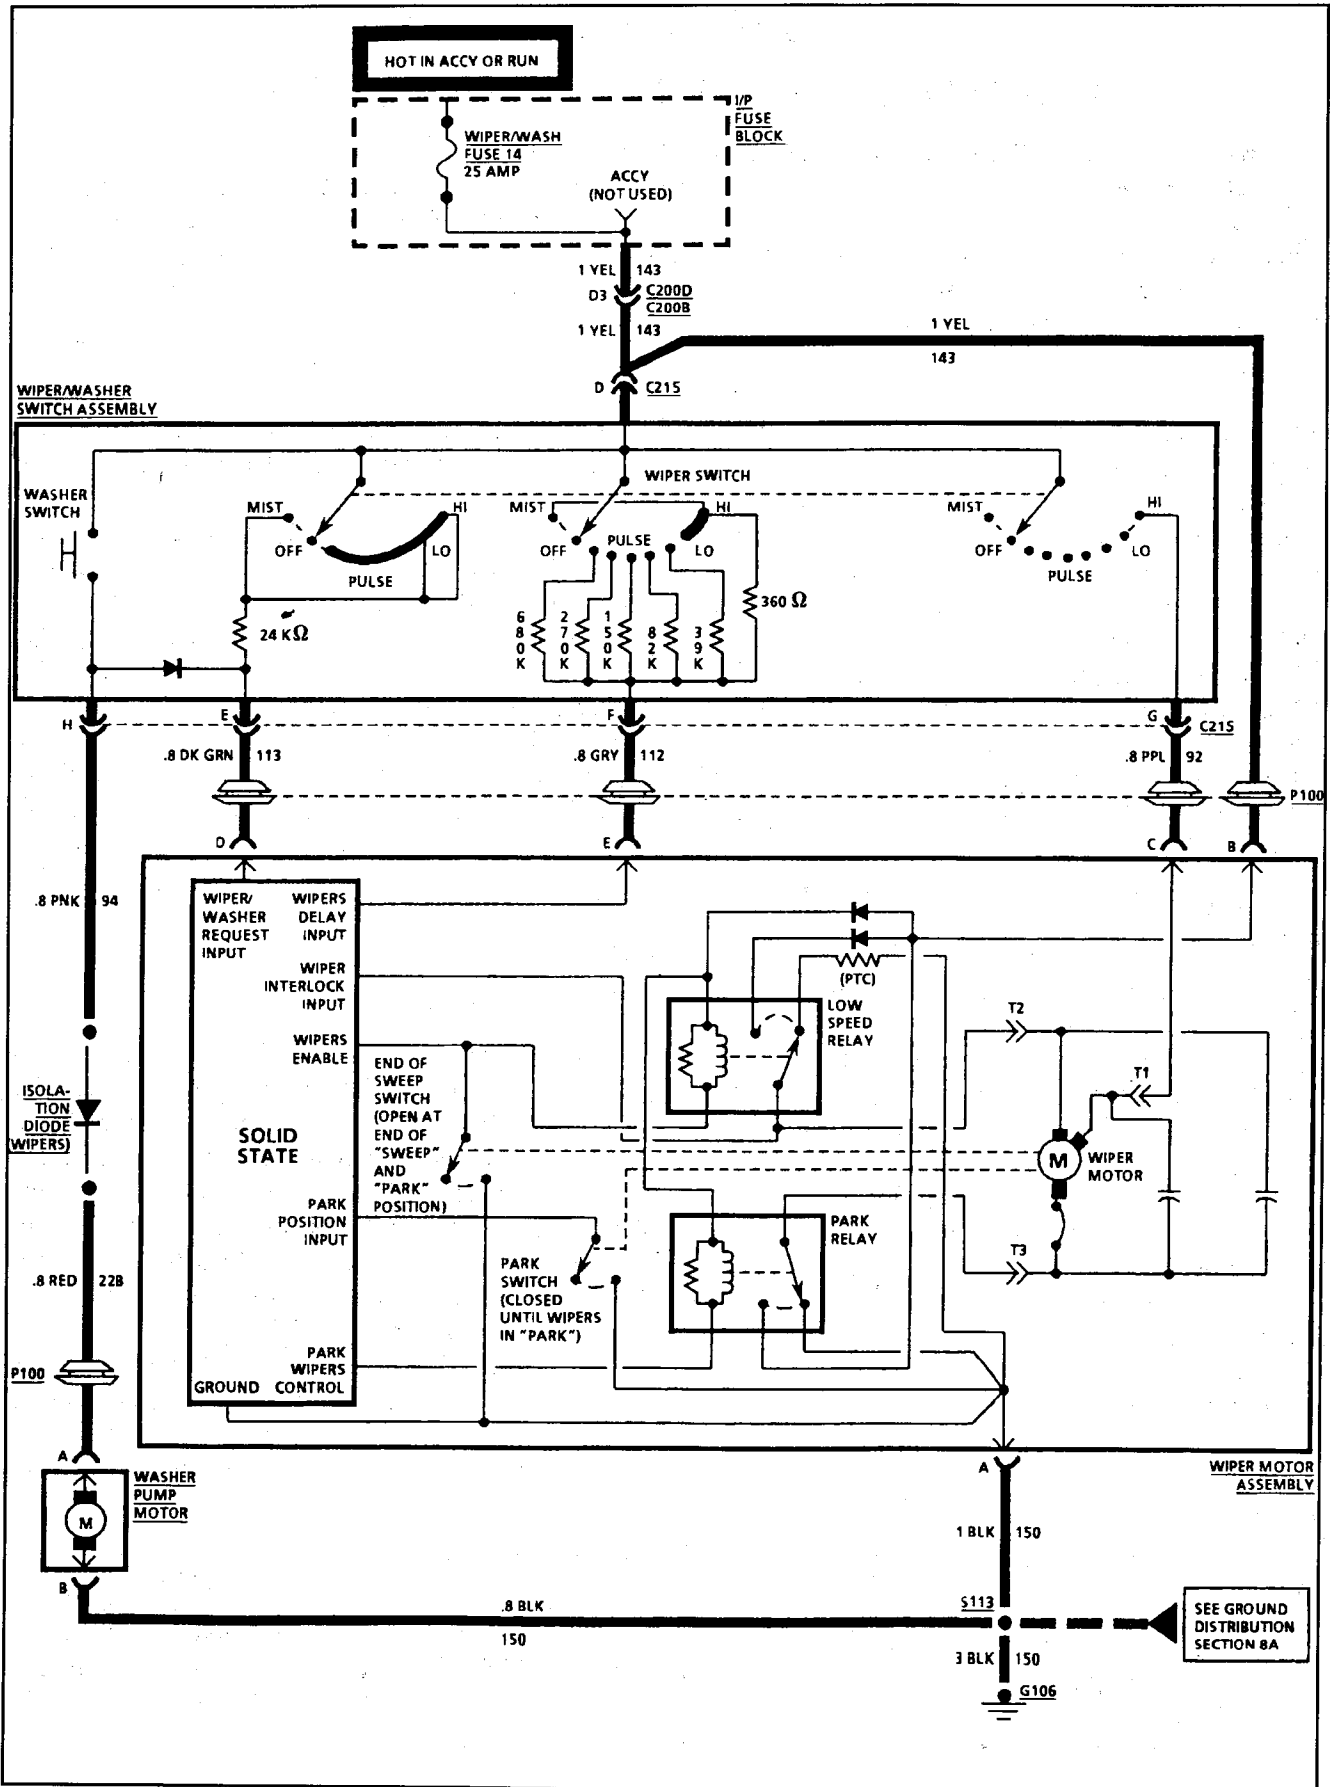 HOT IN ACCY OR RUN
I/P
FUSE
BLOCK
WIPER/WASH
FUSE 14
25 AMP
ACCY
(NOT USED)
1 YEL 143
D3 C200D
C200B
1 YEL 143
1 YEL
143
D C215
WIPER/WASHER
SWITCH ASSEMBLY
WASHER
SWITCH
WIPER SWITCH
MIST
HI
OFF
LO
PULSE
MIST
HI
OFF
PULSE
LO
MIST
HI
OFF
LO
PULSE
24 KΩ
680K
270K
150K
82K
39K
360 Ω
H
E
F
G
C215
.8 DK GRN 113
.8 GRY 112
.8 PPL 92
P100
D
E
C
B
.8 PNK 94
WIPER/
WASHER
REQUEST
INPUT
WIPERS
DELAY
INPUT
WIPER
INTERLOCK
INPUT
WIPERS
ENABLE
SOLID
STATE
PARK
POSITION
INPUT
PARK
WIPERS
CONTROL
GROUND
END OF
SWEEP
SWITCH
(OPEN AT
END OF
"SWEEP"
AND
"PARK"
POSITION)
PARK
SWITCH
(CLOSED
UNTIL WIPERS
IN "PARK")
(PTC)
LOW
SPEED
RELAY
PARK
RELAY
T2
T1
M
WIPER
MOTOR
T3
ISOLA-
TION
DIODE
(WIPERS)
.8 RED 22B
P100
A
WASHER
PUMP
MOTOR
M
B
A
WIPER MOTOR
ASSEMBLY
1 BLK 150
.8 BLK
150
S113
SEE GROUND
DISTRIBUTION
SECTION 8A
3 BLK 150
G106